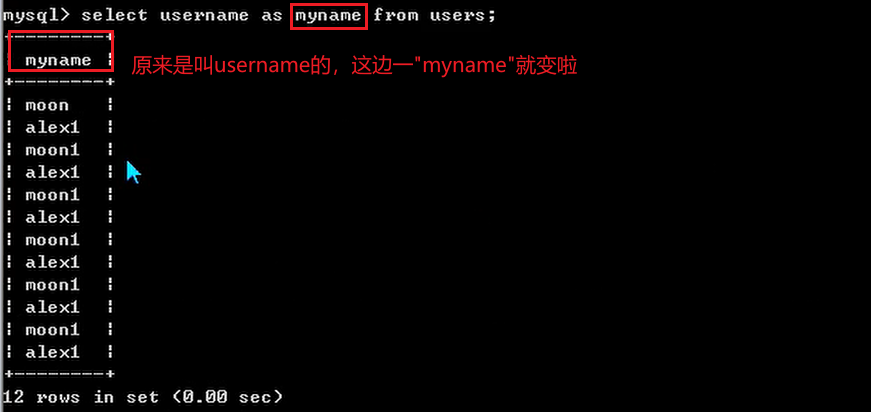 mysql> select username as myname from users;
+--------+
¦ myname ¦
原来是叫username的，这边一"myname"就变啦
+--------+
¦ moon   ¦
¦ alex1  ¦
¦ moon1  ¦
¦ alex1  ¦
¦ moon1  ¦
¦ alex1  ¦
¦ moon1  ¦
¦ alex1  ¦
¦ moon1  ¦
¦ alex1  ¦
¦ moon1  ¦
¦ alex1  ¦
+--------+
12 rows in set (0.00 sec)